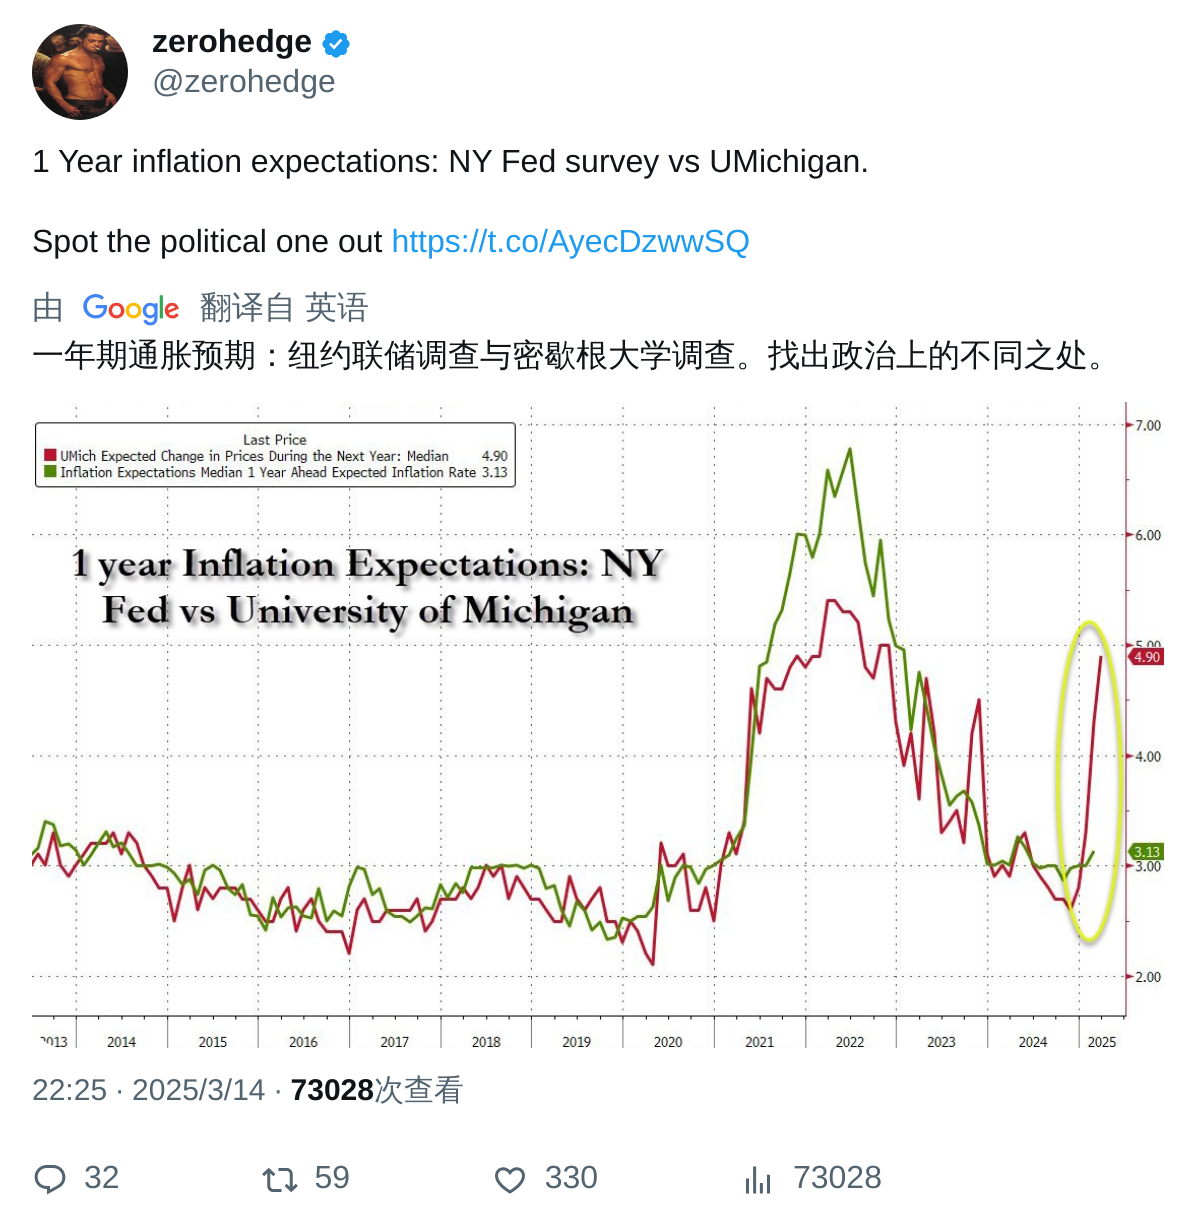 zerohedge
@zerohedge
1 Year inflation expectations: NY Fed survey vs UMichigan.
Spot the political one out https://t.co/AyecDzwwSQ
由 Google 翻译自 英语
一年期通胀预期：纽约联储调查与密歇根大学调查。找出政治上的不同之处。
Last Price
UMich Expected Change in Prices During the Next Year: Median 4.90
Inflation Expectations Median 1 Year Ahead Expected Inflation Rate 3.13
1 year Inflation Expectations: NY
Fed vs University of Michigan
7.00
6.00
5.00
4.90
4.00
3.13
3.00
2.00
2013 2014 2015 2016 2017 2018 2019 2020 2021 2022 2023 2024 2025
22:25 · 2025/3/14 · 73028次查看
32 59 330 73028